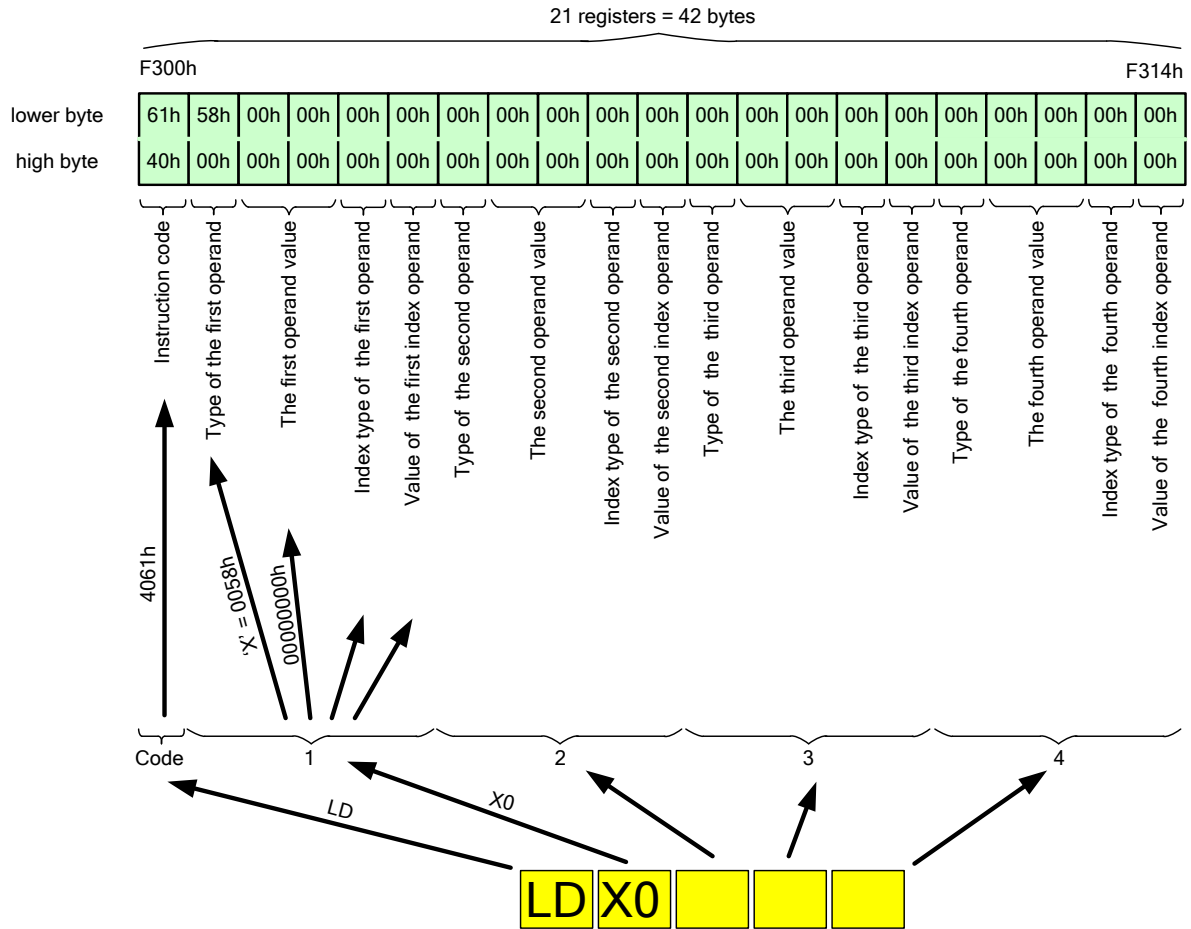 21 registers = 42 bytes
F300h F314h
lower byte 61h 58h 00h 00h 00h 00h 00h 00h 00h 00h 00h 00h 00h 00h 00h 00h 00h 00h 00h 00h 00h
high byte 40h 00h 00h 00h 00h 00h 00h 00h 00h 00h 00h 00h 00h 00h 00h 00h 00h 00h 00h 00h 00h
Instruction code
Type of the first operand
The first operand value
Index type of the first operand
Value of the first index operand
Type of the second operand
The second operand value
Index type of the second operand
Value of the second index operand
Type of the third operand
The third operand value
Index type of the third operand
Value of the third index operand
Type of the fourth operand
The fourth operand value
Index type of the fourth operand
Value of the fourth index operand
4061h
‘X’ = 0058h
00000000h
Code 1 2 3 4
LD
X0
LD X0